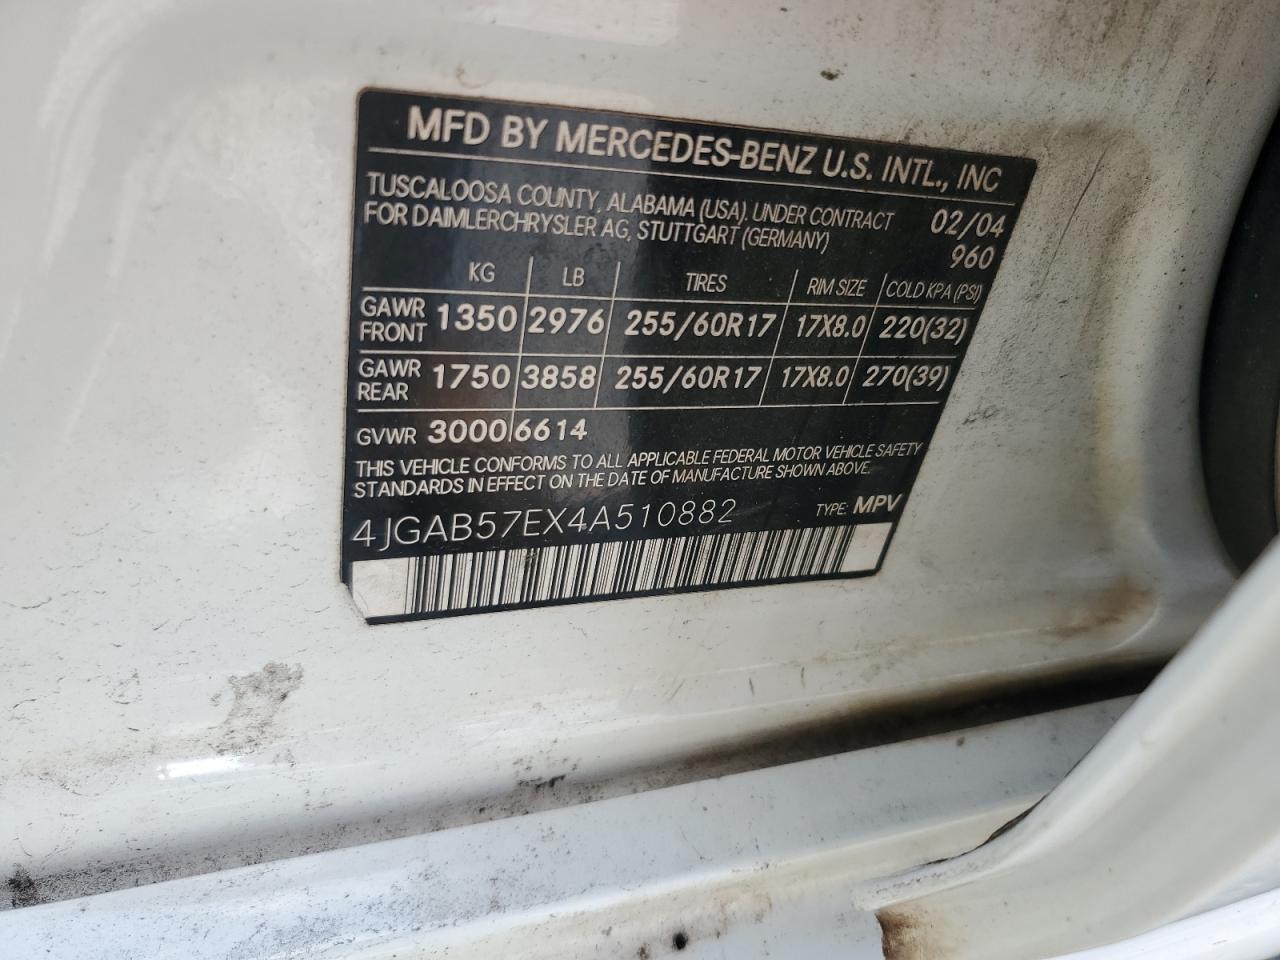 MFD BY MERCEDES-BENZ U.S. INTL., INC
TUSCALOOSA COUNTY, ALABAMA (USA). UNDER CONTRACT 02/04
FOR DAIMLERCHRYSLER AG, STUTTGART (GERMANY) 960
KG LB TIRES RIM SIZE COLD KPA (PSI)
GAWR FRONT 1350 2976 255/60R17 17X8.0 220(32)
GAWR REAR 1750 3858 255/60R17 17X8.0 270(39)
GVWR 3000 6614
THIS VEHICLE CONFORMS TO ALL APPLICABLE FEDERAL MOTOR VEHICLE SAFETY
STANDARDS IN EFFECT ON THE DATE OF MANUFACTURE SHOWN ABOVE.
4JGAB57EX4A510882 TYPE: MPV